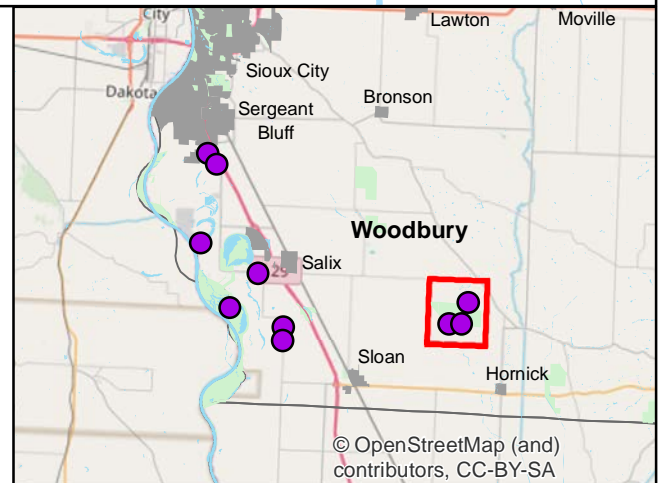 City
Lawton
Moville
Sioux City
Dakota
Bronson
Sergeant
Bluff
Woodbury
Salix
29
Sloan
Hornick
© OpenStreetMap (and)
contributors, CC-BY-SA